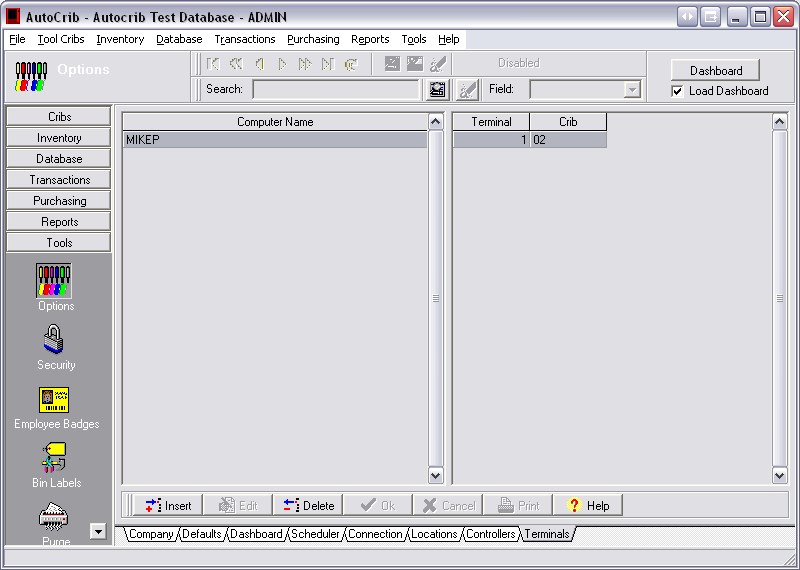 AutoCrib - Autocrib Test Database - ADMIN
File Tool Cribs Inventory Database Transactions Purchasing Reports Tools Help
Options
Disabled
Dashboard
Search:
Field:
Load Dashboard
Cribs
Inventory
Database
Transactions
Purchasing
Reports
Tools
Options
Security
Employee Badges
Bin Labels
Purge
Computer Name
MIKEP
Terminal Crib
1 02
Insert Edit Delete Ok Cancel Print Help
Company Defaults Dashboard Scheduler Connection Locations Controllers Terminals